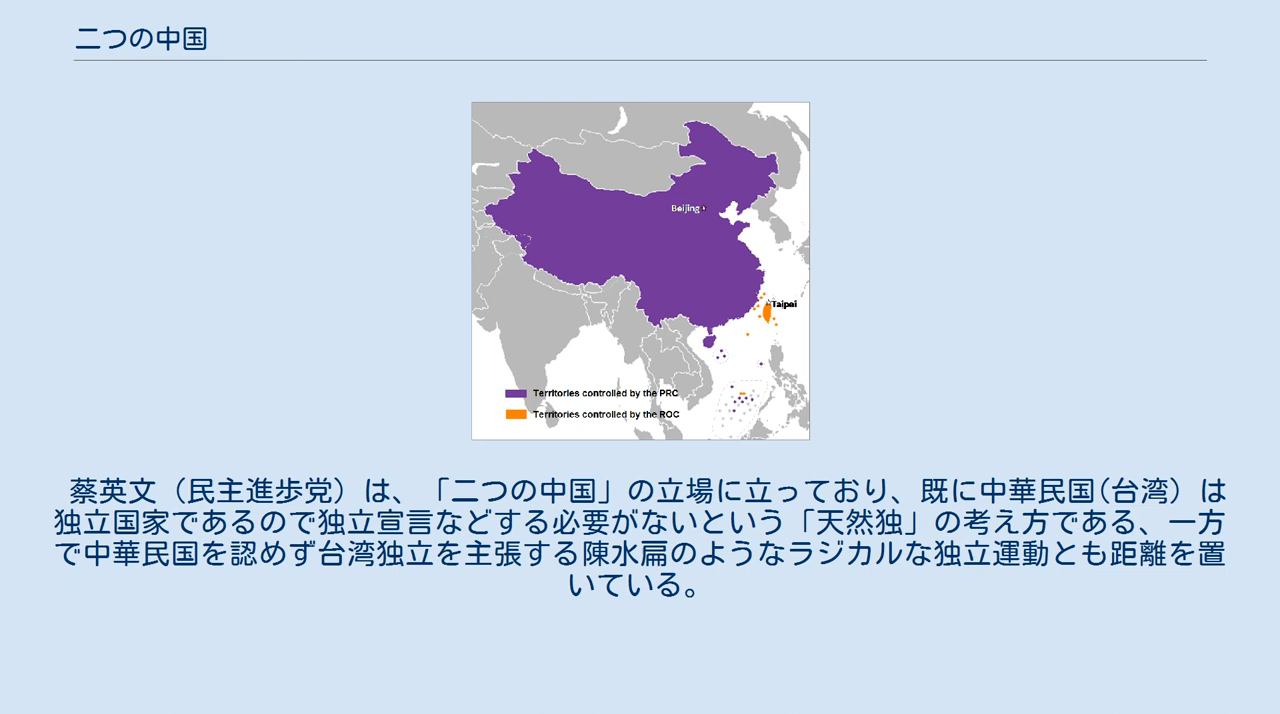 二つの中国
Beijing
Taipei
Territories controlled by the PRC
Territories controlled by the ROC
蔡英文（民主進歩党）は、「二つの中国」の立場に立っており、既に中華民国(台湾）は
独立国家であるので独立宣言などする必要がないという「天然独」の考え方である、一方
で中華民国を認めず台湾独立を主張する陳水扁のようなラジカルな独立運動とも距離を置
いている。